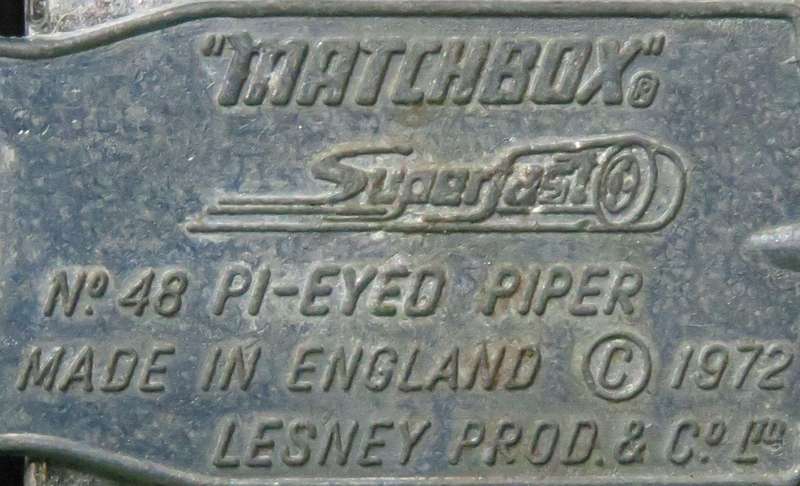 "MATCHBOX"®
Superfast
Nº 48 PI-EYED PIPER
MADE IN ENGLAND © 1972
LESNEY PROD. & Cº Lᵀᴰ